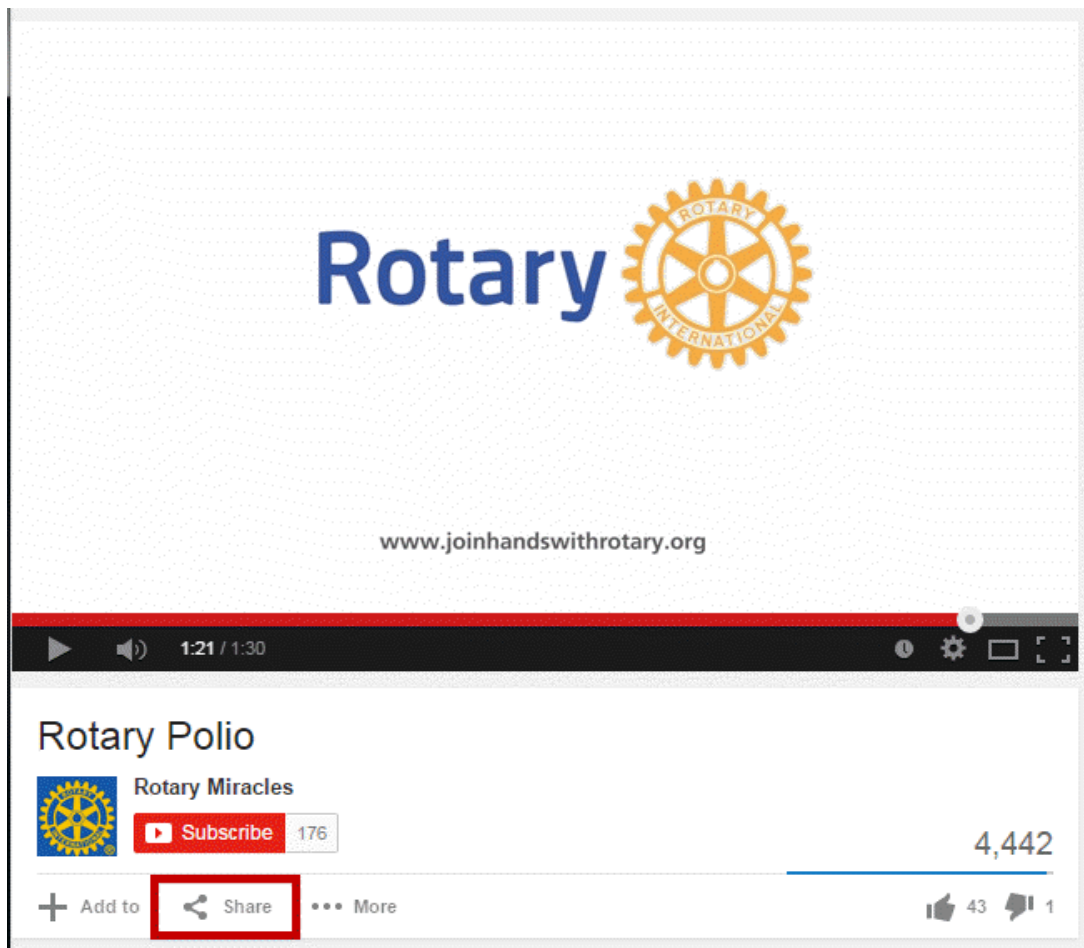 Rotary
ROTARY
INTERNATIONAL
www.joinhandswithrotary.org
1:21 / 1:30
Rotary Polio
Rotary Miracles
Subscribe 176
4,442
Add to Share More 43 1